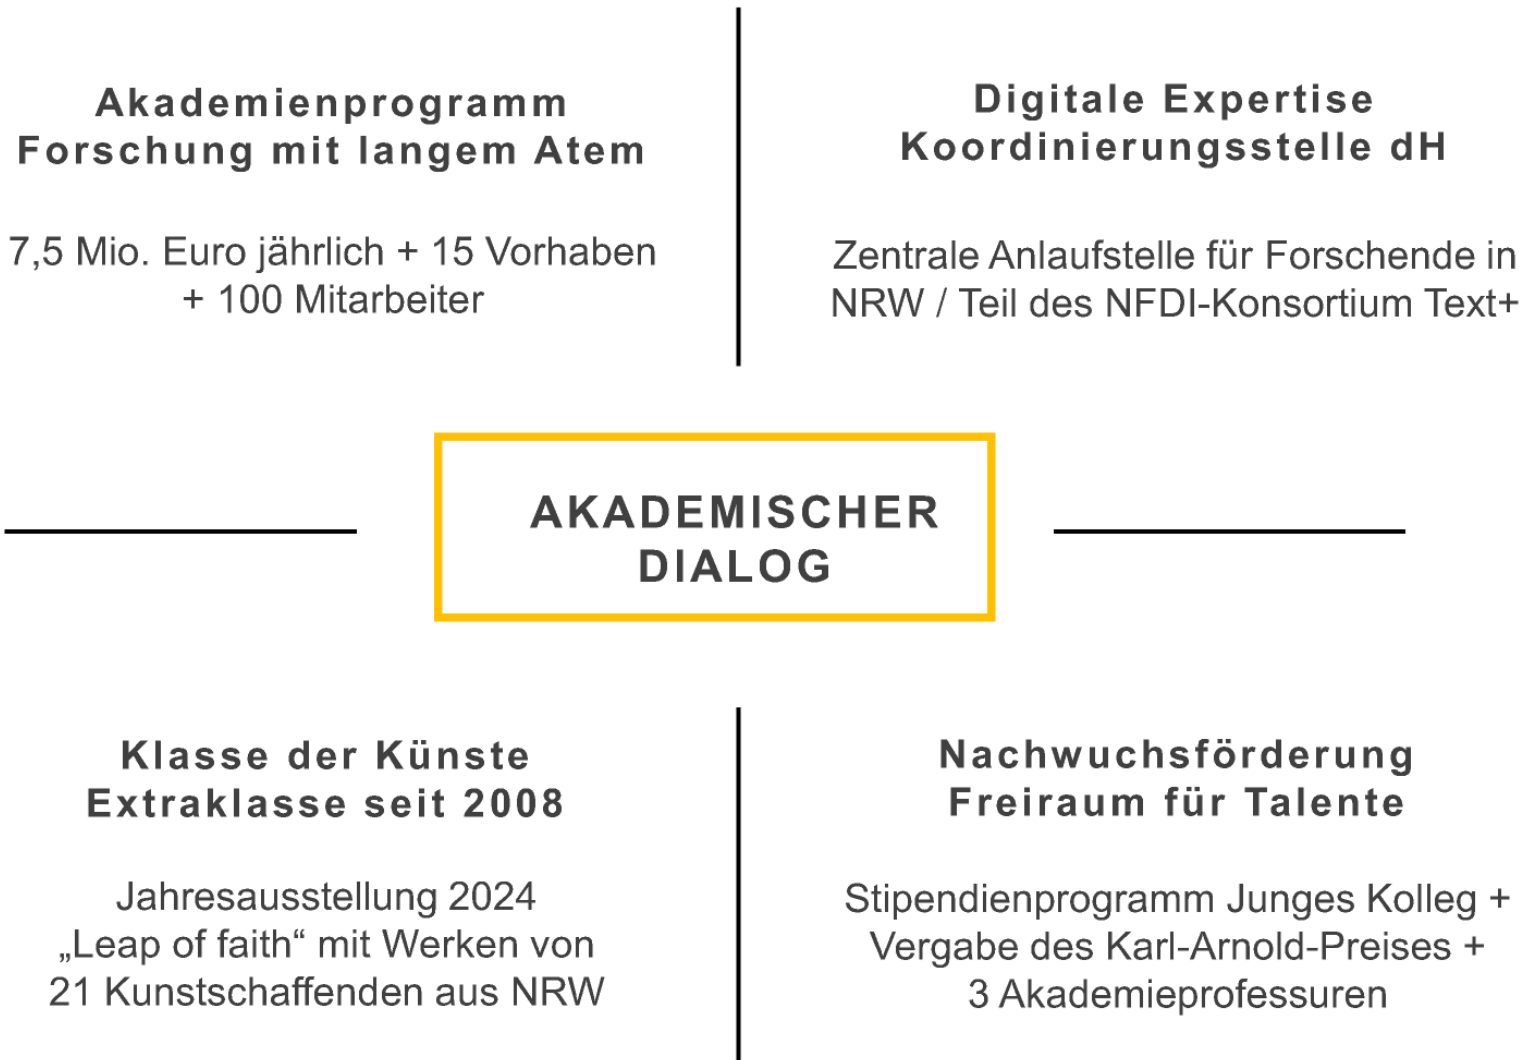 Akademienprogramm
Forschung mit langem Atem
7,5 Mio. Euro jährlich + 15 Vorhaben
+ 100 Mitarbeiter
Digitale Expertise
Koordinierungsstelle dH
Zentrale Anlaufstelle für Forschende in
NRW / Teil des NFDI-Konsortium Text+
AKADEMISCHER
DIALOG
Klasse der Künste
Extraklasse seit 2008
Jahresausstellung 2024
„Leap of faith“ mit Werken von
21 Kunstschaffenden aus NRW
Nachwuchsförderung
Freiraum für Talente
Stipendienprogramm Junges Kolleg +
Vergabe des Karl-Arnold-Preises +
3 Akademieprofessuren